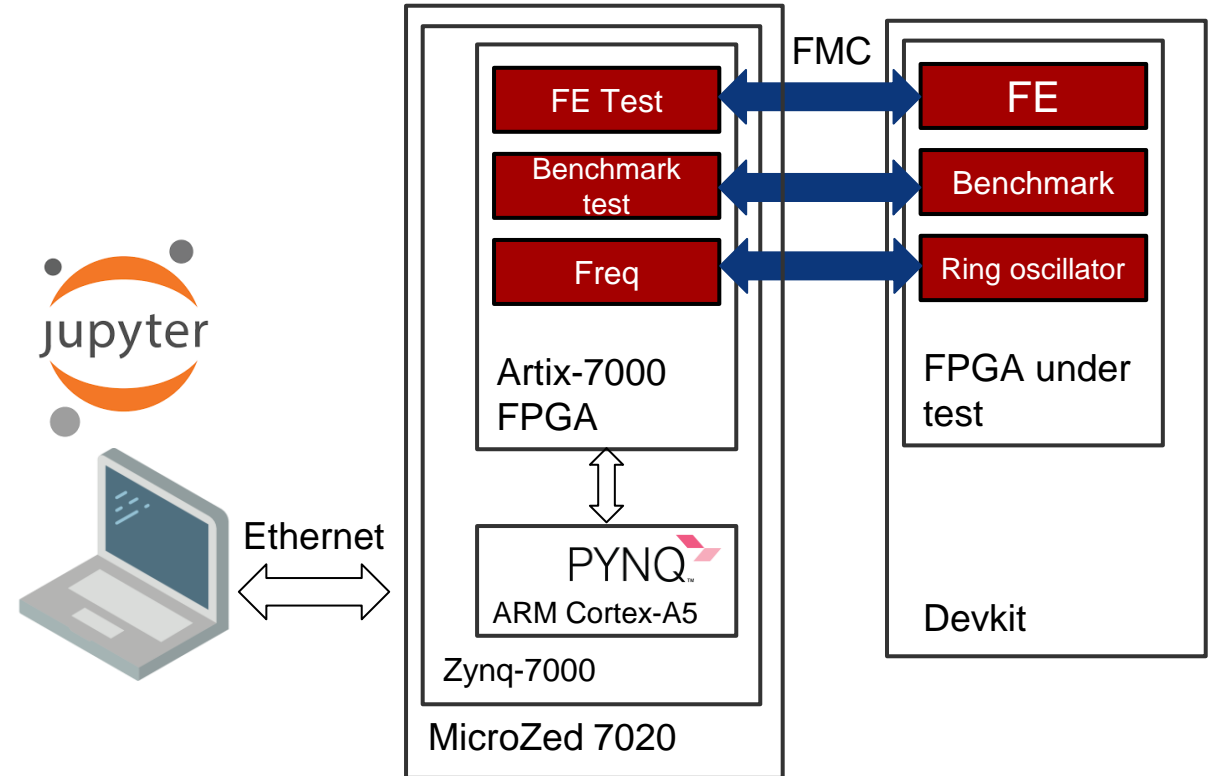 FMC
FE Test
FE
Benchmark
test
Benchmark
Freq
Ring oscillator
jupyter
Artix-7000
FPGA
FPGA under
test
Ethernet
PYNQ™
ARM Cortex-A5
Devkit
Zynq-7000
MicroZed 7020